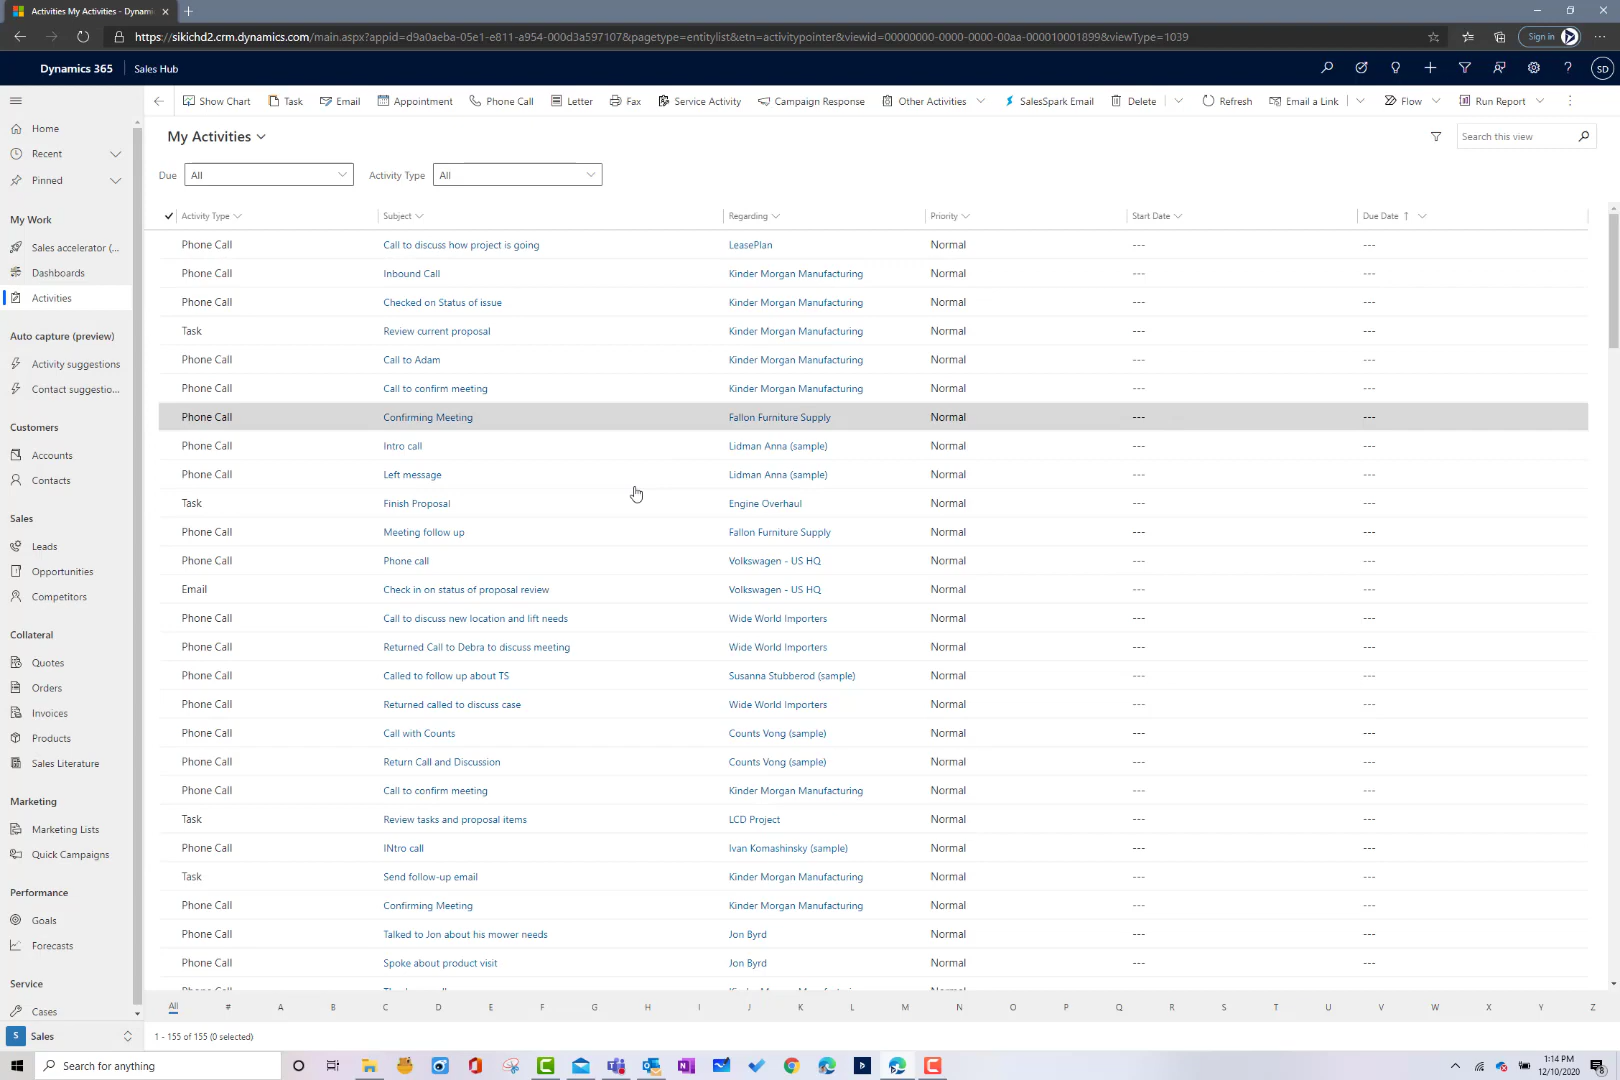 Activities My Activities - Dynami
https://sikichd2.crm.dynamics.com/main.aspx?appid=d9a0aeba-05e1-e811-a954-000d3a597107&pagetype=entitylist&etn=activitypointer&viewid=00000000-0000-0000-00aa-000010001899&viewType=1039
Sign in
Dynamics 365 Sales Hub
SD
Show Chart Task Email Appointment Phone Call Letter Fax Service Activity Campaign Response Other Activities SalesSpark Email Delete Refresh Email a Link Flow Run Report
Home
Recent
Pinned
My Work
Sales accelerator (...
Dashboards
Activities
Auto capture (preview)
Activity suggestions
Contact suggestio...
Customers
Accounts
Contacts
Sales
Leads
Opportunities
Competitors
Collateral
Quotes
Orders
Invoices
Products
Sales Literature
Marketing
Marketing Lists
Quick Campaigns
Performance
Goals
Forecasts
Service
Cases
S Sales
My Activities
Search this view
Due All Activity Type All
Activity Type Subject Regarding Priority Start Date Due Date ↑
Phone Call Call to discuss how project is going LeasePlan Normal --- ---
Phone Call Inbound Call Kinder Morgan Manufacturing Normal --- ---
Phone Call Checked on Status of issue Kinder Morgan Manufacturing Normal --- ---
Task Review current proposal Kinder Morgan Manufacturing Normal --- ---
Phone Call Call to Adam Kinder Morgan Manufacturing Normal --- ---
Phone Call Call to confirm meeting Kinder Morgan Manufacturing Normal --- ---
Phone Call Confirming Meeting Fallon Furniture Supply Normal --- ---
Phone Call Intro call Lidman Anna (sample) Normal --- ---
Phone Call Left message Lidman Anna (sample) Normal --- ---
Task Finish Proposal Engine Overhaul Normal --- ---
Phone Call Meeting follow up Fallon Furniture Supply Normal --- ---
Phone Call Phone call Volkswagen - US HQ Normal --- ---
Email Check in on status of proposal review Volkswagen - US HQ Normal --- ---
Phone Call Call to discuss new location and lift needs Wide World Importers Normal --- ---
Phone Call Returned Call to Debra to discuss meeting Wide World Importers Normal --- ---
Phone Call Called to follow up about TS Susanna Stubberod (sample) Normal --- ---
Phone Call Returned called to discuss case Wide World Importers Normal --- ---
Phone Call Call with Counts Counts Vong (sample) Normal --- ---
Phone Call Return Call and Discussion Counts Vong (sample) Normal --- ---
Phone Call Call to confirm meeting Kinder Morgan Manufacturing Normal --- ---
Task Review tasks and proposal items LCD Project Normal --- ---
Phone Call INtro call Ivan Komashinsky (sample) Normal --- ---
Task Send follow-up email Kinder Morgan Manufacturing Normal --- ---
Phone Call Confirming Meeting Kinder Morgan Manufacturing Normal --- ---
Phone Call Talked to Jon about his mower needs Jon Byrd Normal --- ---
Phone Call Spoke about product visit Jon Byrd Normal --- ---
All # A B C D E F G H I J K L M N O P Q R S T U V W X Y Z
1 - 155 of 155 (0 selected)
Search for anything
1:14 PM
12/10/2020
8